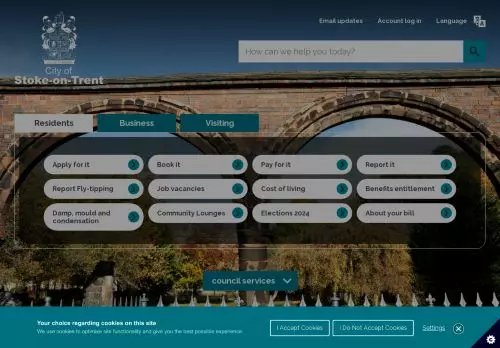 Email updates
Account log in
Language
City of
Stoke-on-Trent
How can we help you today?
Residents
Business
Visiting
Apply for it
Book it
Pay for it
Report it
Report Fly-tipping
Job vacancies
Cost of living
Benefits entitlement
Damp, mould and
condensation
Community Lounges
Elections 2024
About your bill
council services
Your choice regarding cookies on this site
We use cookies to optimise site functionality and give you the best possible experience.
I Accept Cookies
I Do Not Accept Cookies
Settings